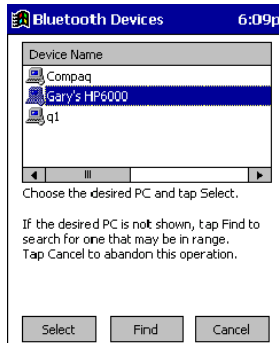 Bluetooth Devices 6:09p
Device Name
Compaq
Gary's HP6000
q1
Choose the desired PC and tap Select.
If the desired PC is not shown, tap Find to
search for one that may be in range.
Tap Cancel to abandon this operation.
Select Find Cancel